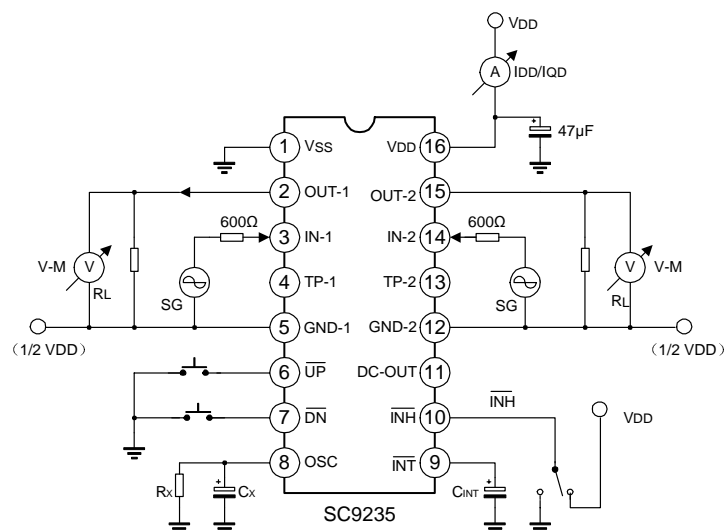 VDD
A IDD/IQD
47µF
+
1 VSS VDD 16
2 OUT-1 OUT-2 15
600Ω 3 IN-1 IN-2 14 600Ω
V-M V V V-M
RL SG 4 TP-1 TP-2 13 SG RL
5 GND-1 GND-2 12
(1/2 VDD) (1/2 VDD)
6 UP DC-OUT 11
7 DN INH 10 INH VDD
8 OSC INT 9
RX + CX CINT +
SC9235